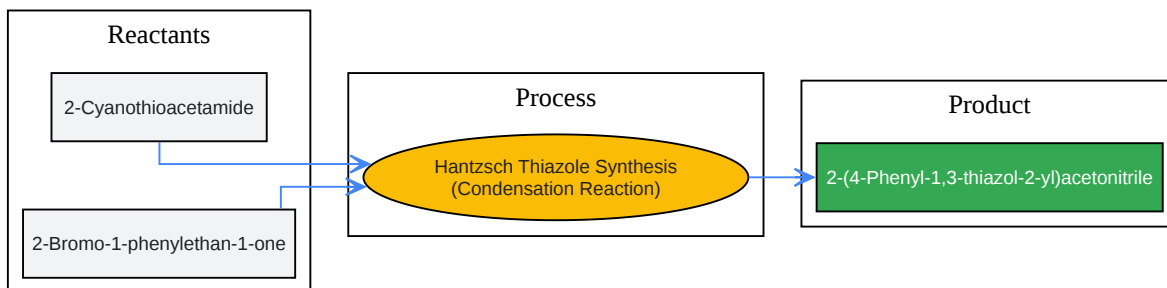 Reactants
2-Cyanothioacetamide
2-Bromo-1-phenylethan-1-one
Process
Hantzsch Thiazole Synthesis
(Condensation Reaction)
Product
2-(4-Phenyl-1,3-thiazol-2-yl)acetonitrile